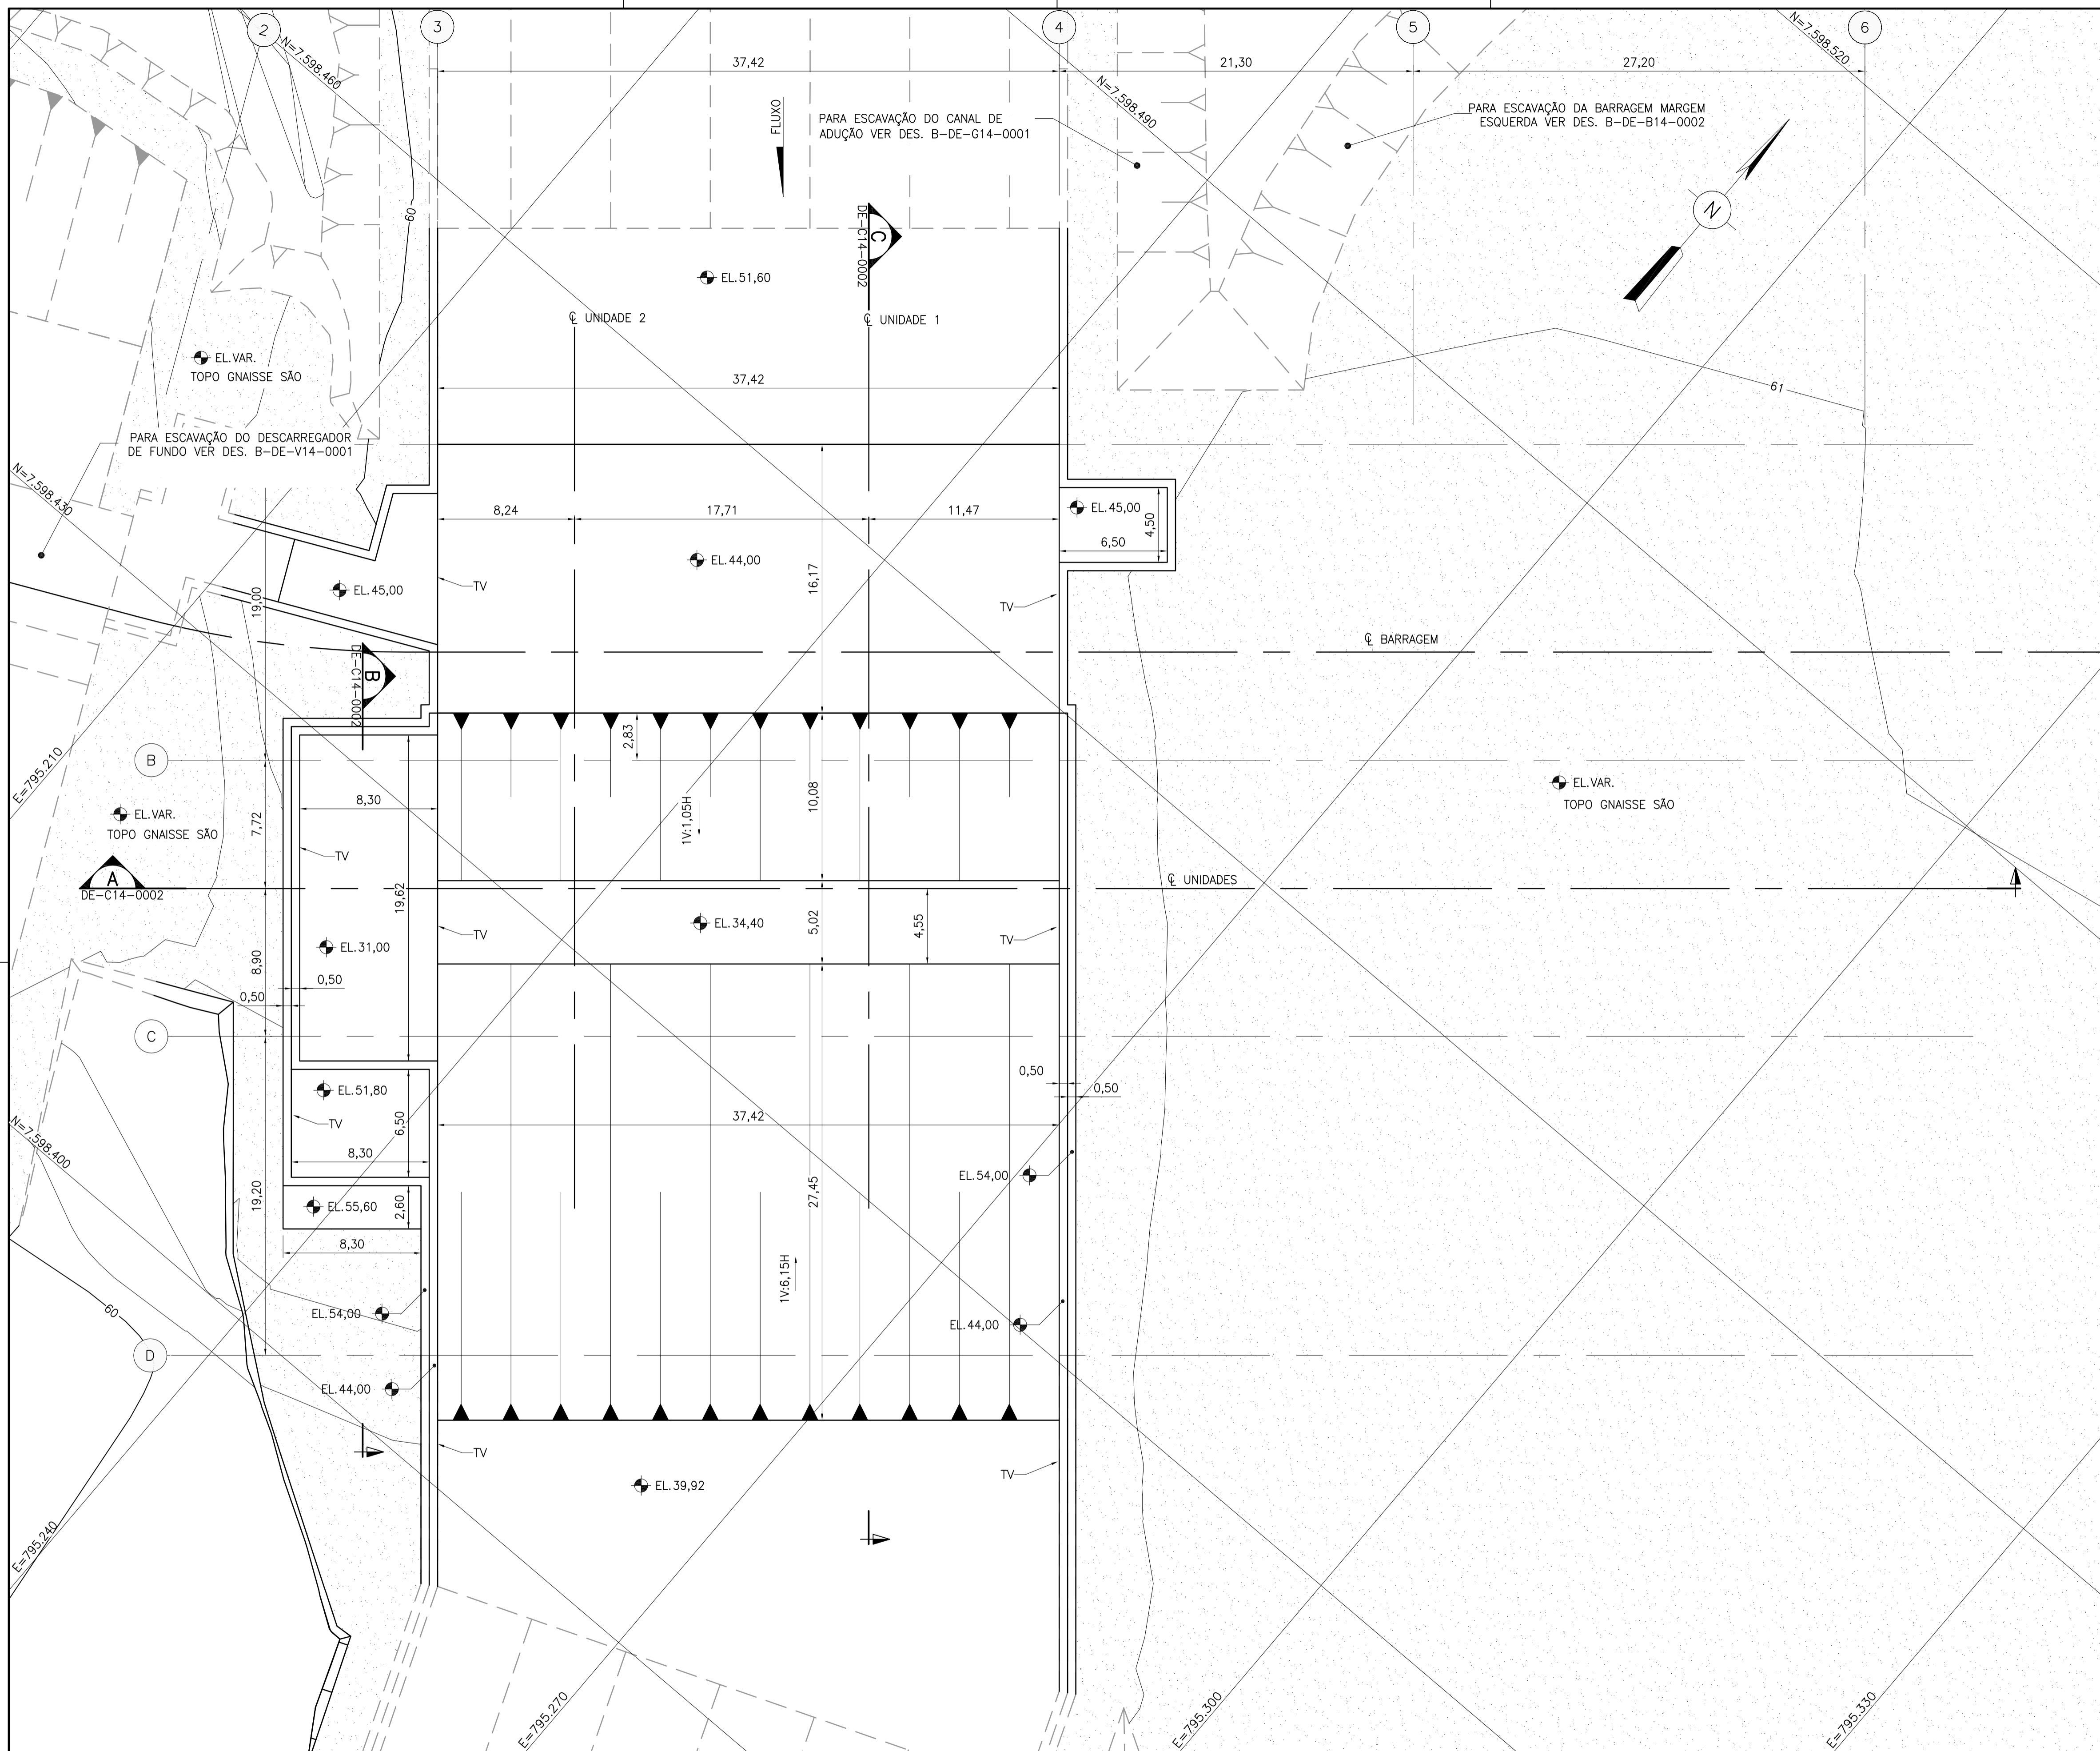 2
3
4
5
6
N=7.598.460
N=7.598.490
N=7.598.520
37,42
21,30
27,20
FLUXO
PARA ESCAVAÇÃO DO CANAL DE
ADUÇÃO VER DES. B-DE-G14-0001
PARA ESCAVAÇÃO DA BARRAGEM MARGEM
ESQUERDA VER DES. B-DE-B14-0002
60
N
C
DE-C14-0002
EL.51,60
UNIDADE 2
UNIDADE 1
EL.VAR.
TOPO GNAISSE SÃO
37,42
61
PARA ESCAVAÇÃO DO DESCARREGADOR
DE FUNDO VER DES. B-DE-V14-0001
N=7.598.430
8,24
17,71
11,47
EL.45,00
4,50
6,50
EL.44,00
16,17
EL.45,00
TV
TV
19,00
BARRAGEM
B
DE-C14-0002
2,83
B
E=795.210
EL.VAR.
TOPO GNAISSE SÃO
8,30
10,08
1V:1,05H
7,72
EL.VAR.
TOPO GNAISSE SÃO
TV
A
DE-C14-0002
UNIDADES
19,62
EL.34,40
5,02
4,55
TV
TV
EL.31,00
8,90
0,50
0,50
C
EL.51,80
0,50
0,50
TV
6,50
37,42
N=7.598.400
8,30
EL.54,00
19,20
EL.55,60
2,60
27,45
8,30
1V:6,15H
EL.54,00
EL.44,00
60
D
EL.44,00
TV
TV
EL.39,92
E=795.240
E=795.270
E=795.300
E=795.330